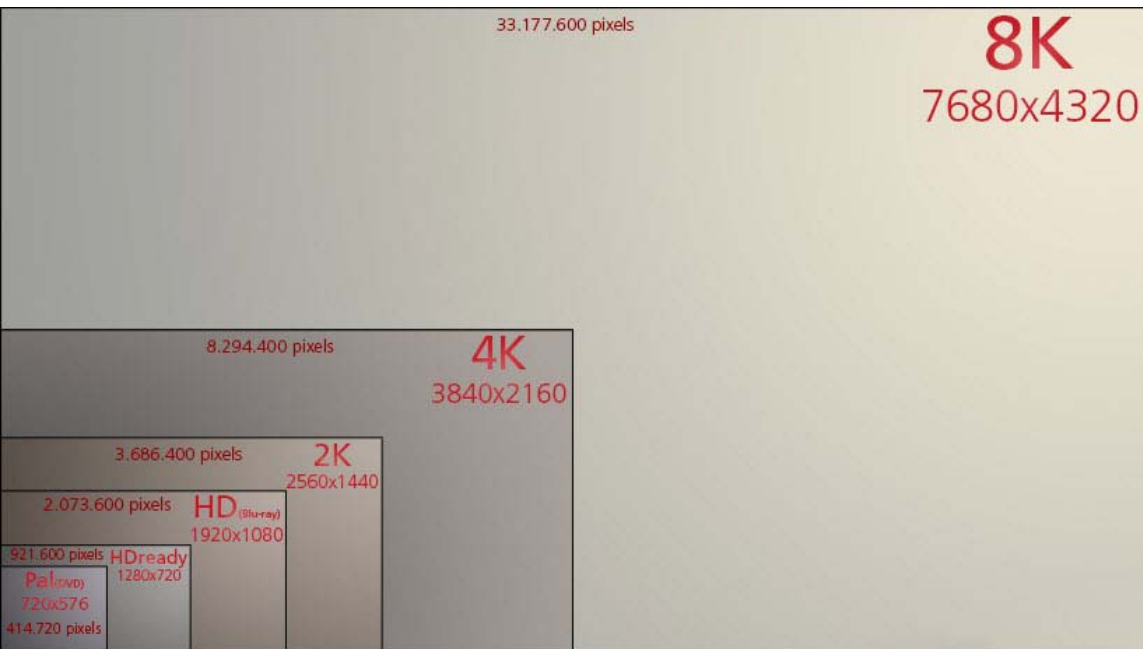 33.177.600 pixels
8K
7680x4320
8.294.400 pixels
4K
3840x2160
3.686.400 pixels
2K
2560x1440
2.073.600 pixels
HD (Blu-ray)
1920x1080
921.600 pixels
HDready
1280x720
Pal (DVD)
720x576
414.720 pixels